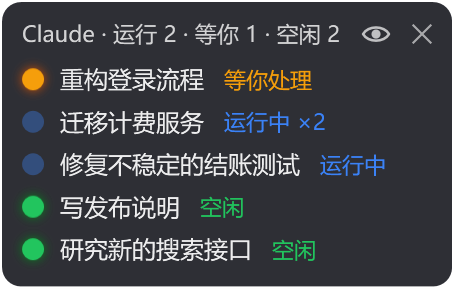 Claude · 运行 2 · 等你 1 · 空闲 2
重构登录流程 等你处理
迁移计费服务 运行中 ×2
修复不稳定的结账测试 运行中
写发布说明 空闲
研究新的搜索接口 空闲